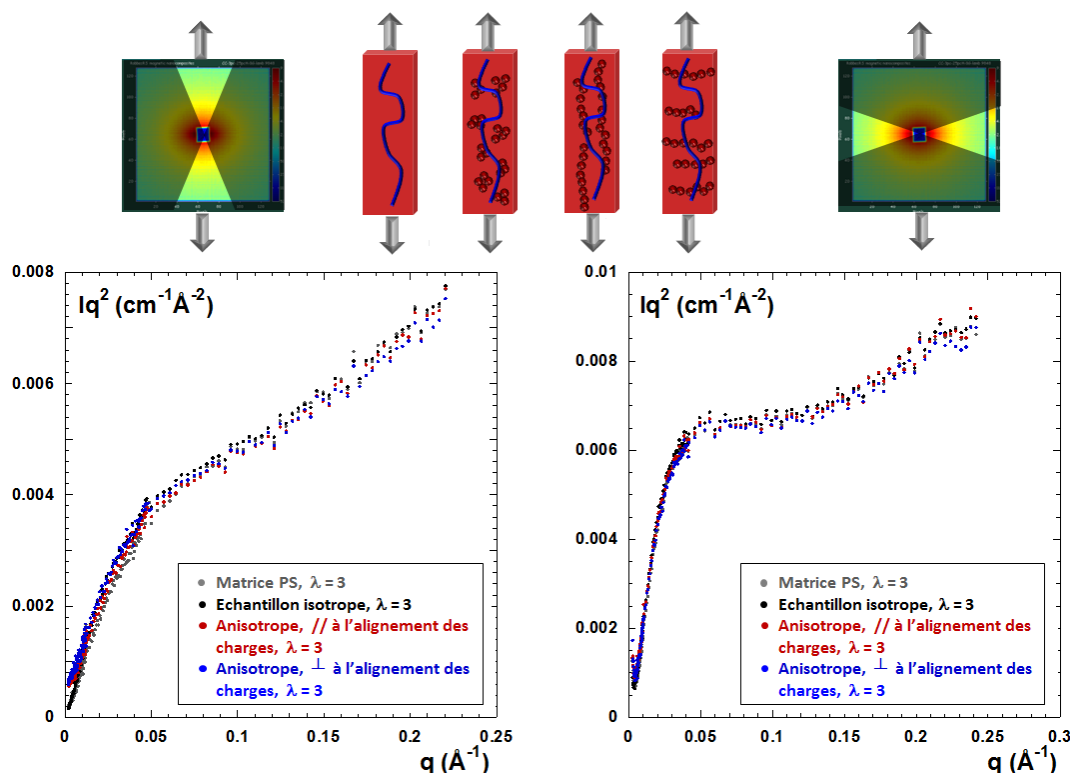 0.008
Iq² (cm⁻¹Å⁻²)
0.006
0.004
0.002
0
Matrice PS, λ = 3
Echantillon isotrope, λ = 3
Anisotrope, // à l'alignement des
charges, λ = 3
Anisotrope, ⊥ à l'alignement des
charges, λ = 3
0 0.05 0.1 0.15 0.2 0.25
q (Å⁻¹)
0.01
Iq² (cm⁻¹Å⁻²)
0.008
0.006
0.004
0.002
0
Matrice PS, λ = 3
Echantillon isotrope, λ = 3
Anisotrope, // à l'alignement des
charges, λ = 3
Anisotrope, ⊥ à l'alignement des
charges, λ = 3
0 0.05 0.1 0.15 0.2 0.25 0.3
q (Å⁻¹)